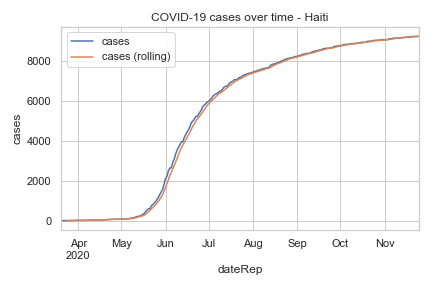 COVID-19 cases over time - Haiti
cases
cases (rolling)
8000
6000
4000
2000
0
cases
Apr May Jun Jul Aug Sep Oct Nov
2020
dateRep